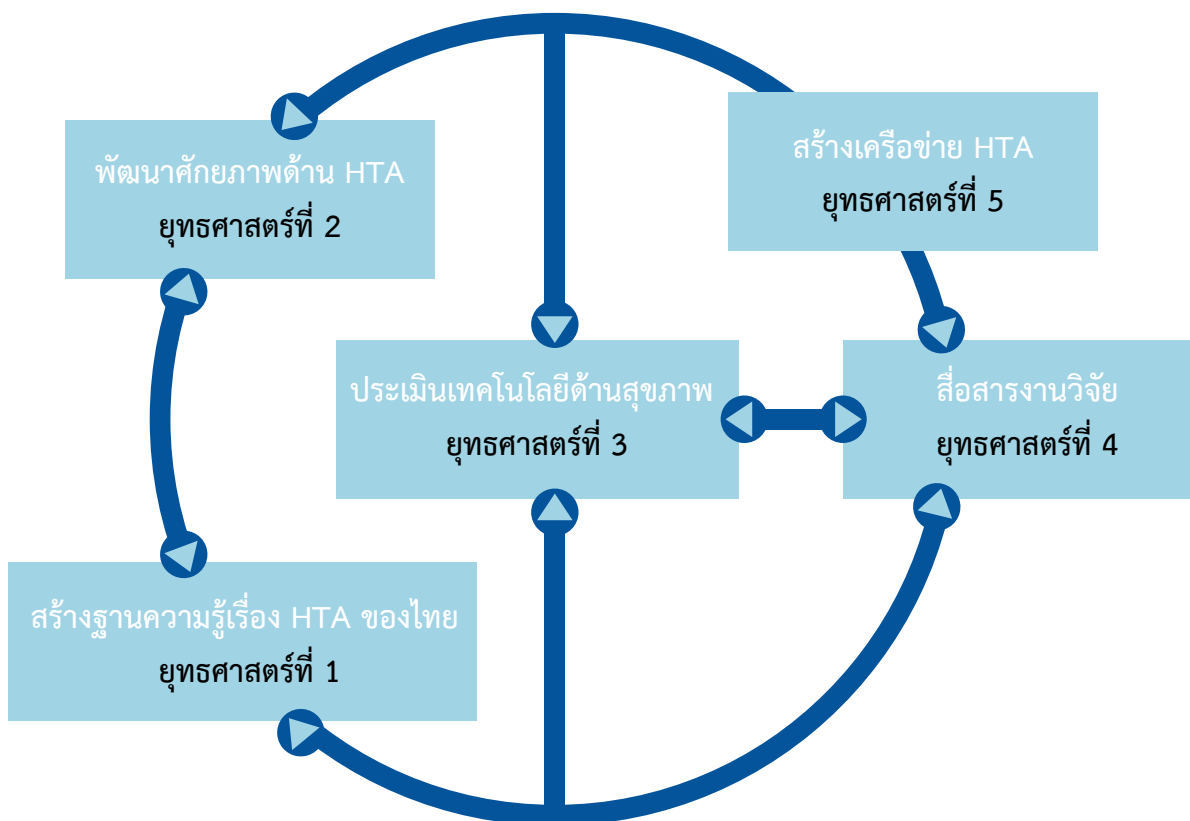 สร้างเครือข่าย HTA
ยุทธศาสตร์ที่ 5
พัฒนาศักยภาพด้าน HTA
ยุทธศาสตร์ที่ 2
ประเมินเทคโนโลยีด้านสุขภาพ
ยุทธศาสตร์ที่ 3
สื่อสารงานวิจัย
ยุทธศาสตร์ที่ 4
สร้างฐานความรู้เรื่อง HTA ของไทย
ยุทธศาสตร์ที่ 1